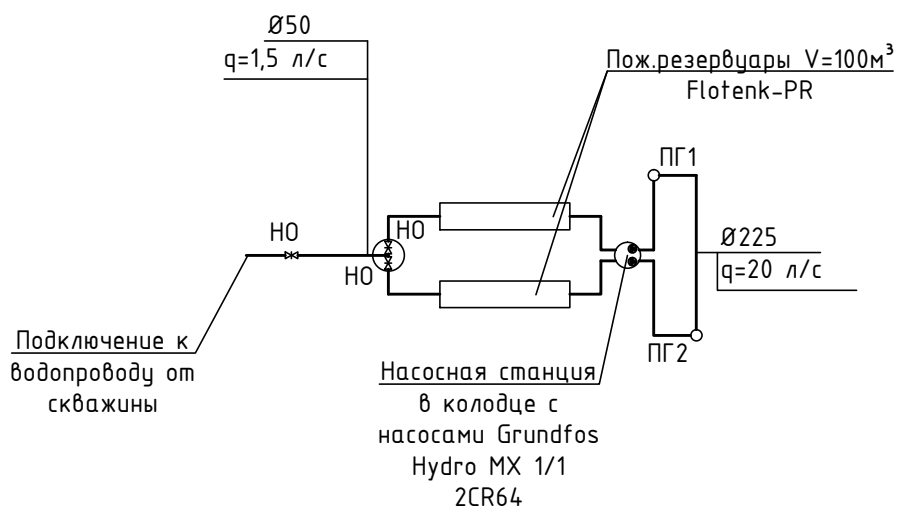 Ø50
q=1,5 л/с
Пож.резервуары V=100м³
Flotenk-PR
ПГ1
НО
НО
Ø225
q=20 л/с
НО
Подключение к
водопроводу от
скважины
ПГ2
Насосная станция
в колодце с
насосами Grundfos
Hydro MX 1/1
2CR64